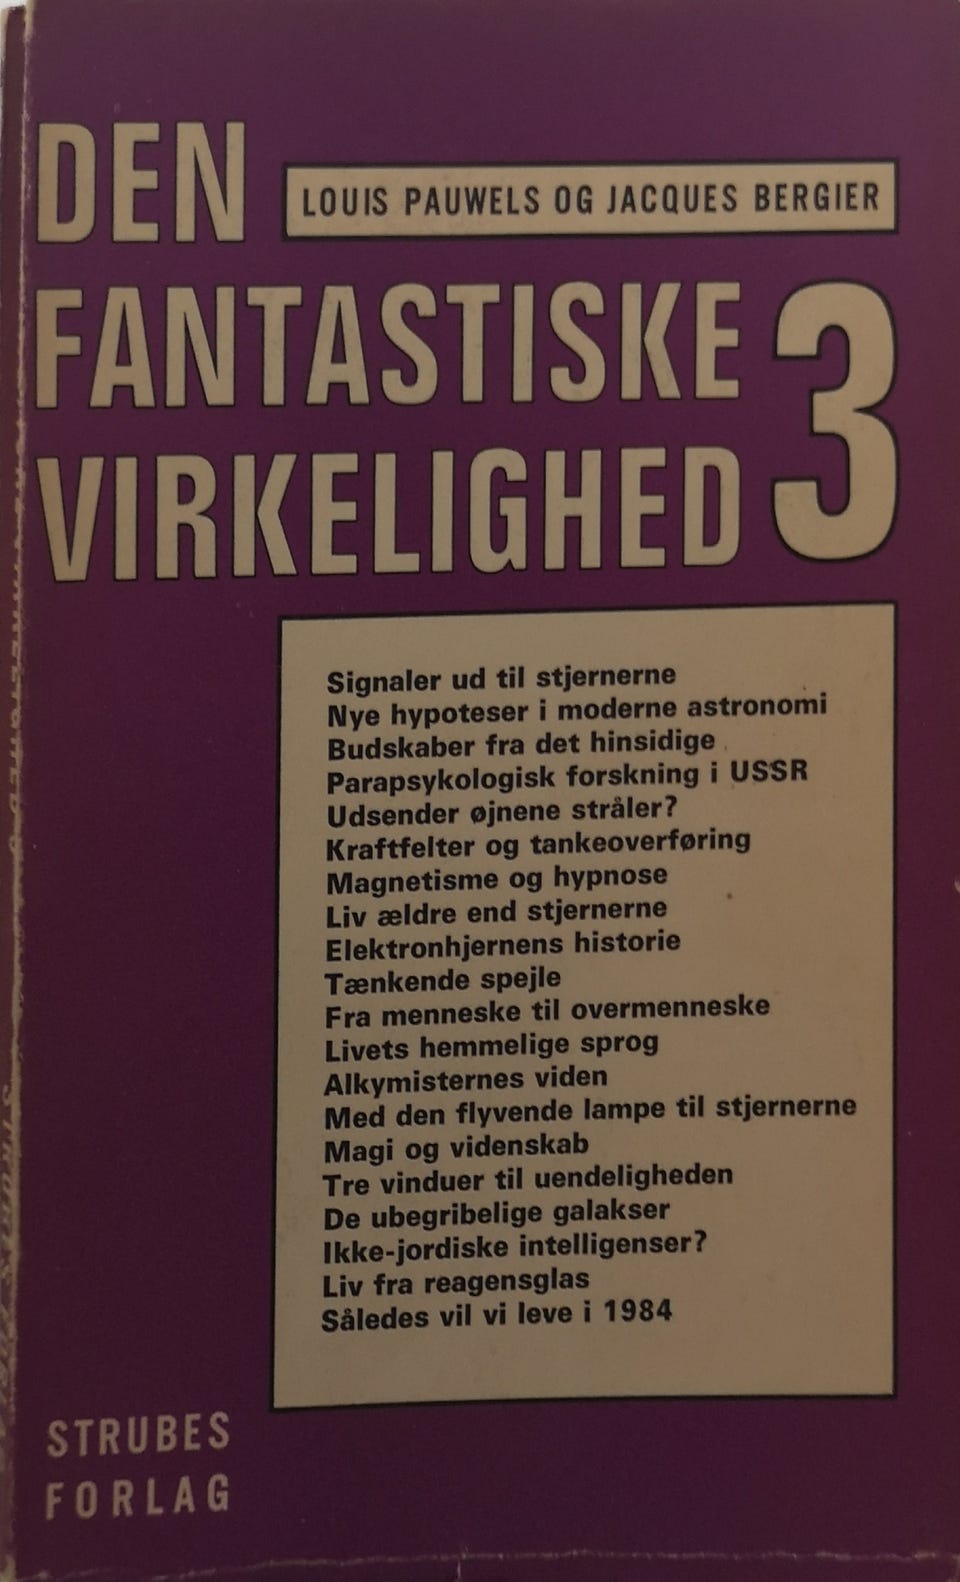 DEN
LOUIS PAUWELS OG JACQUES BERGIER
FANTASTISKE
VIRKELIGHED 3
Signaler ud til stjernerne
Nye hypoteser i moderne astronomi
Budskaber fra det hinsidige
Parapsykologisk forskning i USSR
Udsender øjnene stråler?
Kraftfelter og tankeoverføring
Magnetisme og hypnose
Liv ældre end stjernerne
Elektronhjernens historie
Tænkende spejle
Fra menneske til overmenneske
Livets hemmelige sprog
Alkymisternes viden
Med den flyvende lampe til stjernerne
Magi og videnskab
Tre vinduer til uendeligheden
De ubegribelige galakser
Ikke-jordiske intelligenser?
Liv fra reagensglas
Således vil vi leve i 1984
STRUBES
FORLAG